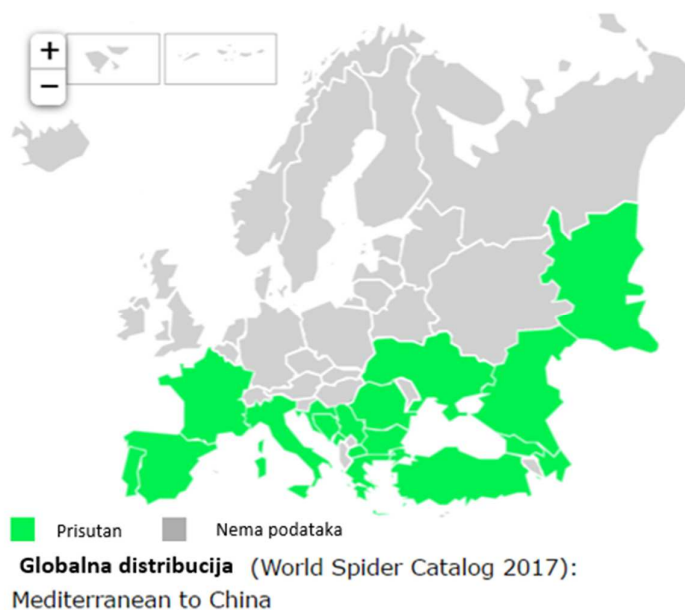 +
−
Prisutan Nema podataka
Globalna distribucija (World Spider Catalog 2017):
Mediterranean to China